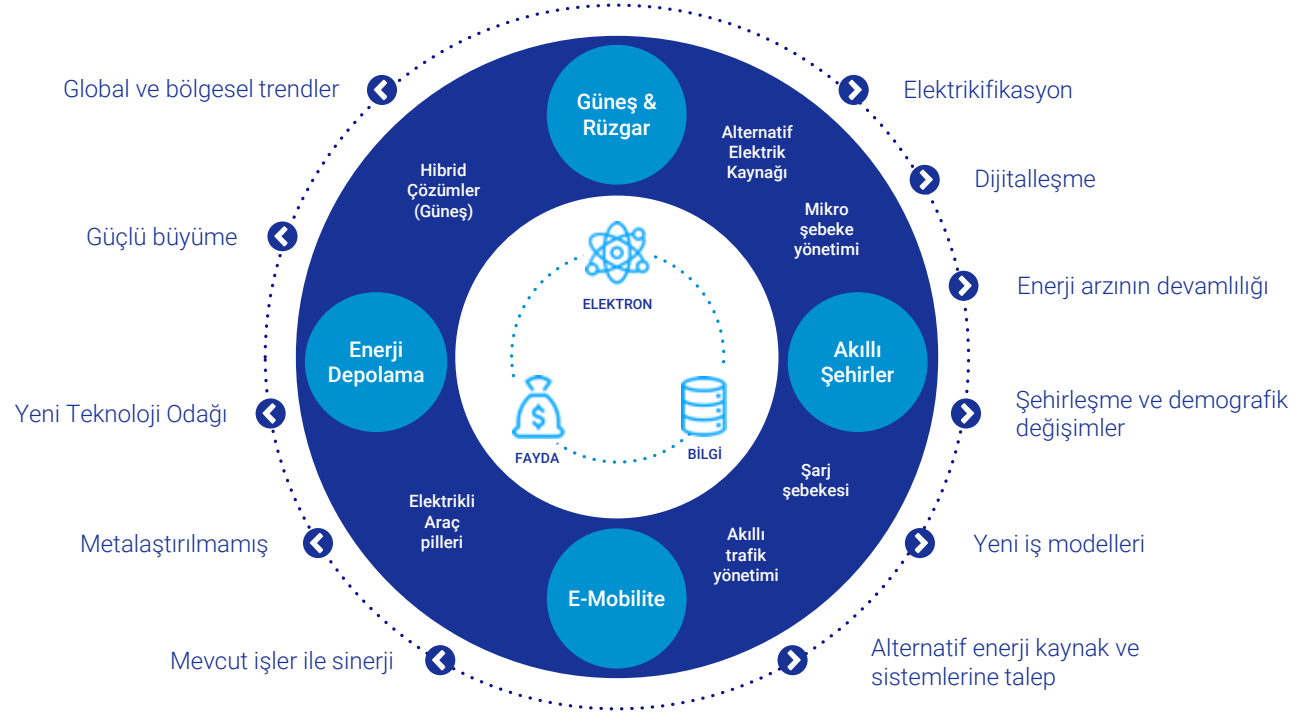 Global ve bölgesel trendler
Güçlü büyüme
Yeni Teknoloji Odağı
Metalaştırılmamış
Mevcut işler ile sinerji
Güneş &
Rüzgar
Alternatif
Elektrik
Kaynağı
Mikro
şebeke
yönetimi
Akıllı
Şehirler
Şarj
şebekesi
Akıllı
trafik
yönetimi
E-Mobilite
Elektrikli
Araç
pilleri
Enerji
Depolama
Hibrid
Çözümler
(Güneş)
ELEKTRON
FAYDA
BİLGİ
Elektrikifikasyon
Dijitalleşme
Enerji arzının devamlılığı
Şehirleşme ve demografik
değişimler
Yeni iş modelleri
Alternatif enerji kaynak ve
sistemlerine talep